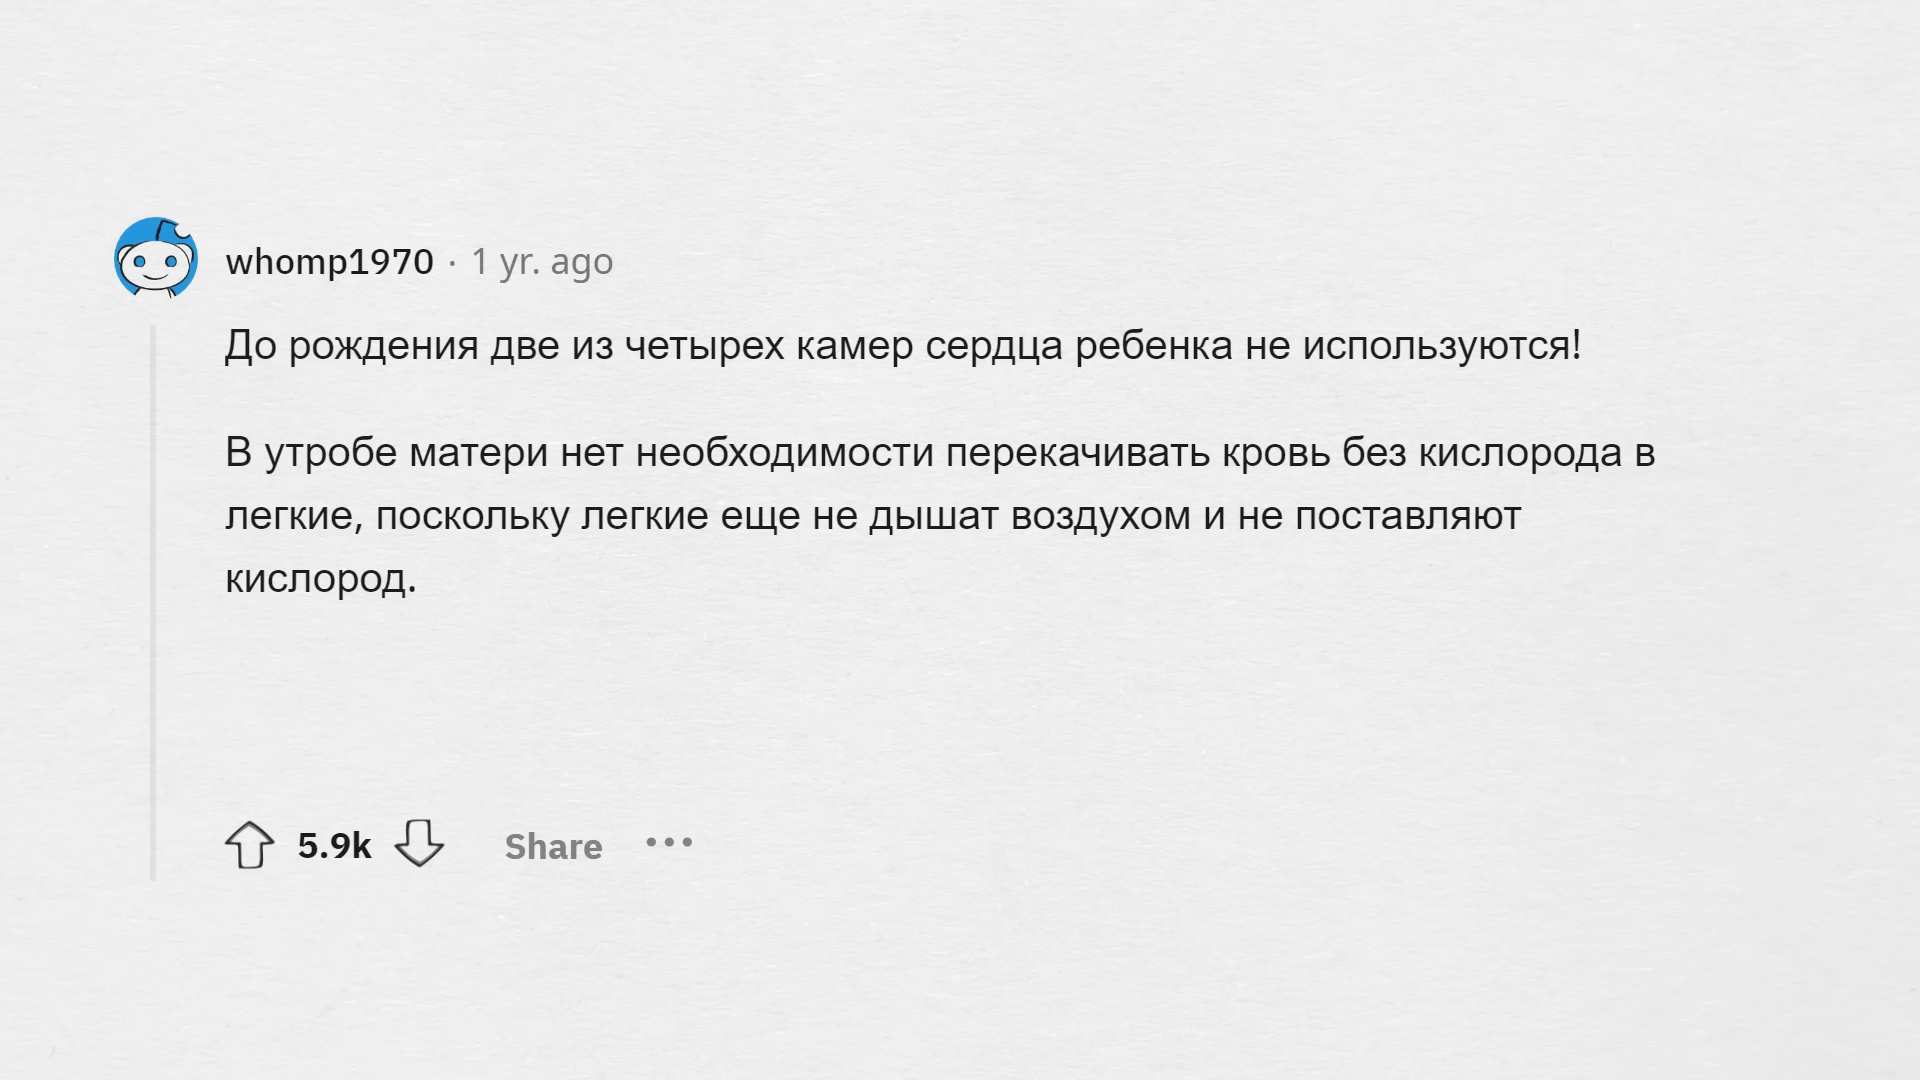 whomp1970 · 1 yr. ago
До рождения две из четырех камер сердца ребенка не используются!
В утробе матери нет необходимости перекачивать кровь без кислорода в
легкие, поскольку легкие еще не дышат воздухом и не поставляют
кислород.
5.9k Share •••